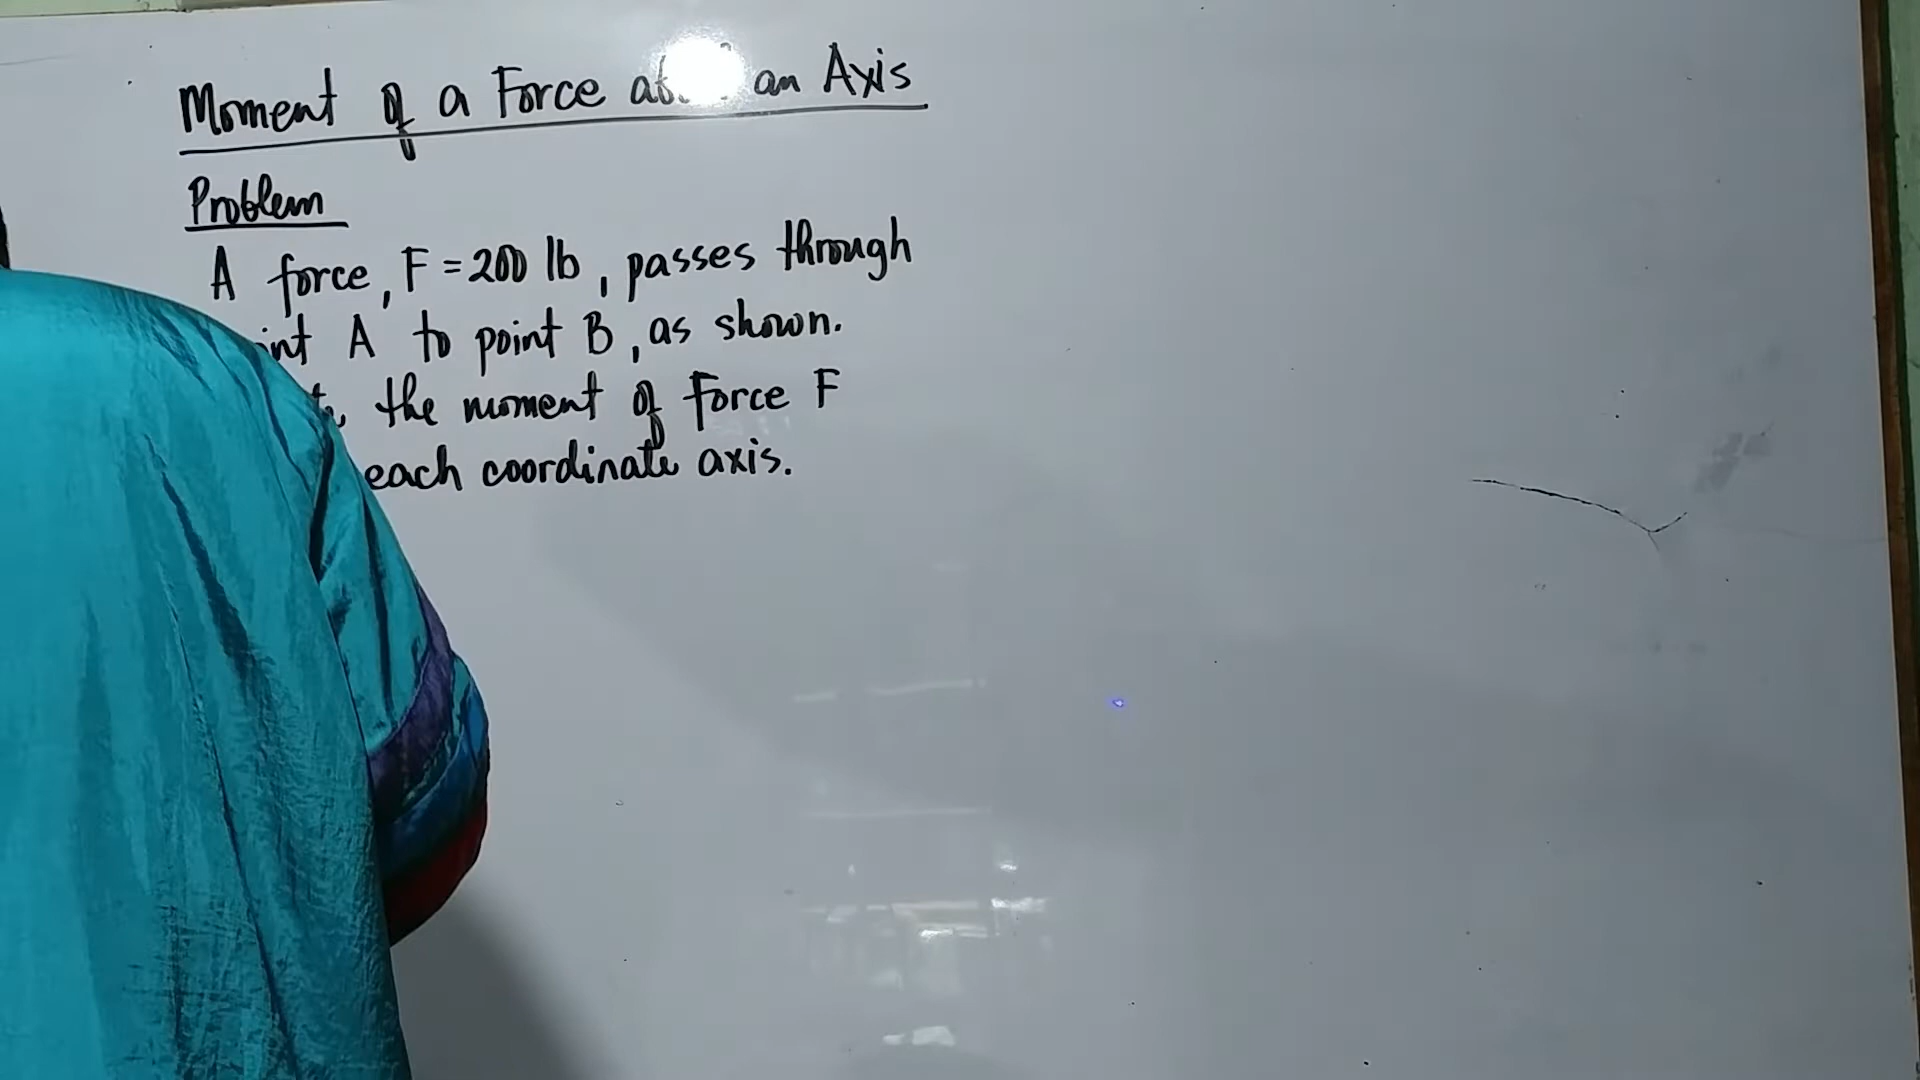 Moment of a Force an Axis
Problem
A force, F = 200 lb, passes through
A to point B, as shown.
the moment of Force F
each coordinate axis.